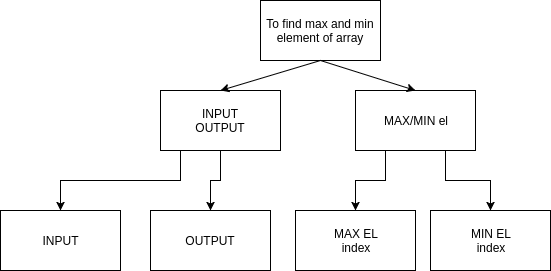 To find max and min
element of array
INPUT
OUTPUT
MAX/MIN el
INPUT
OUTPUT
MAX EL
index
MIN EL
index